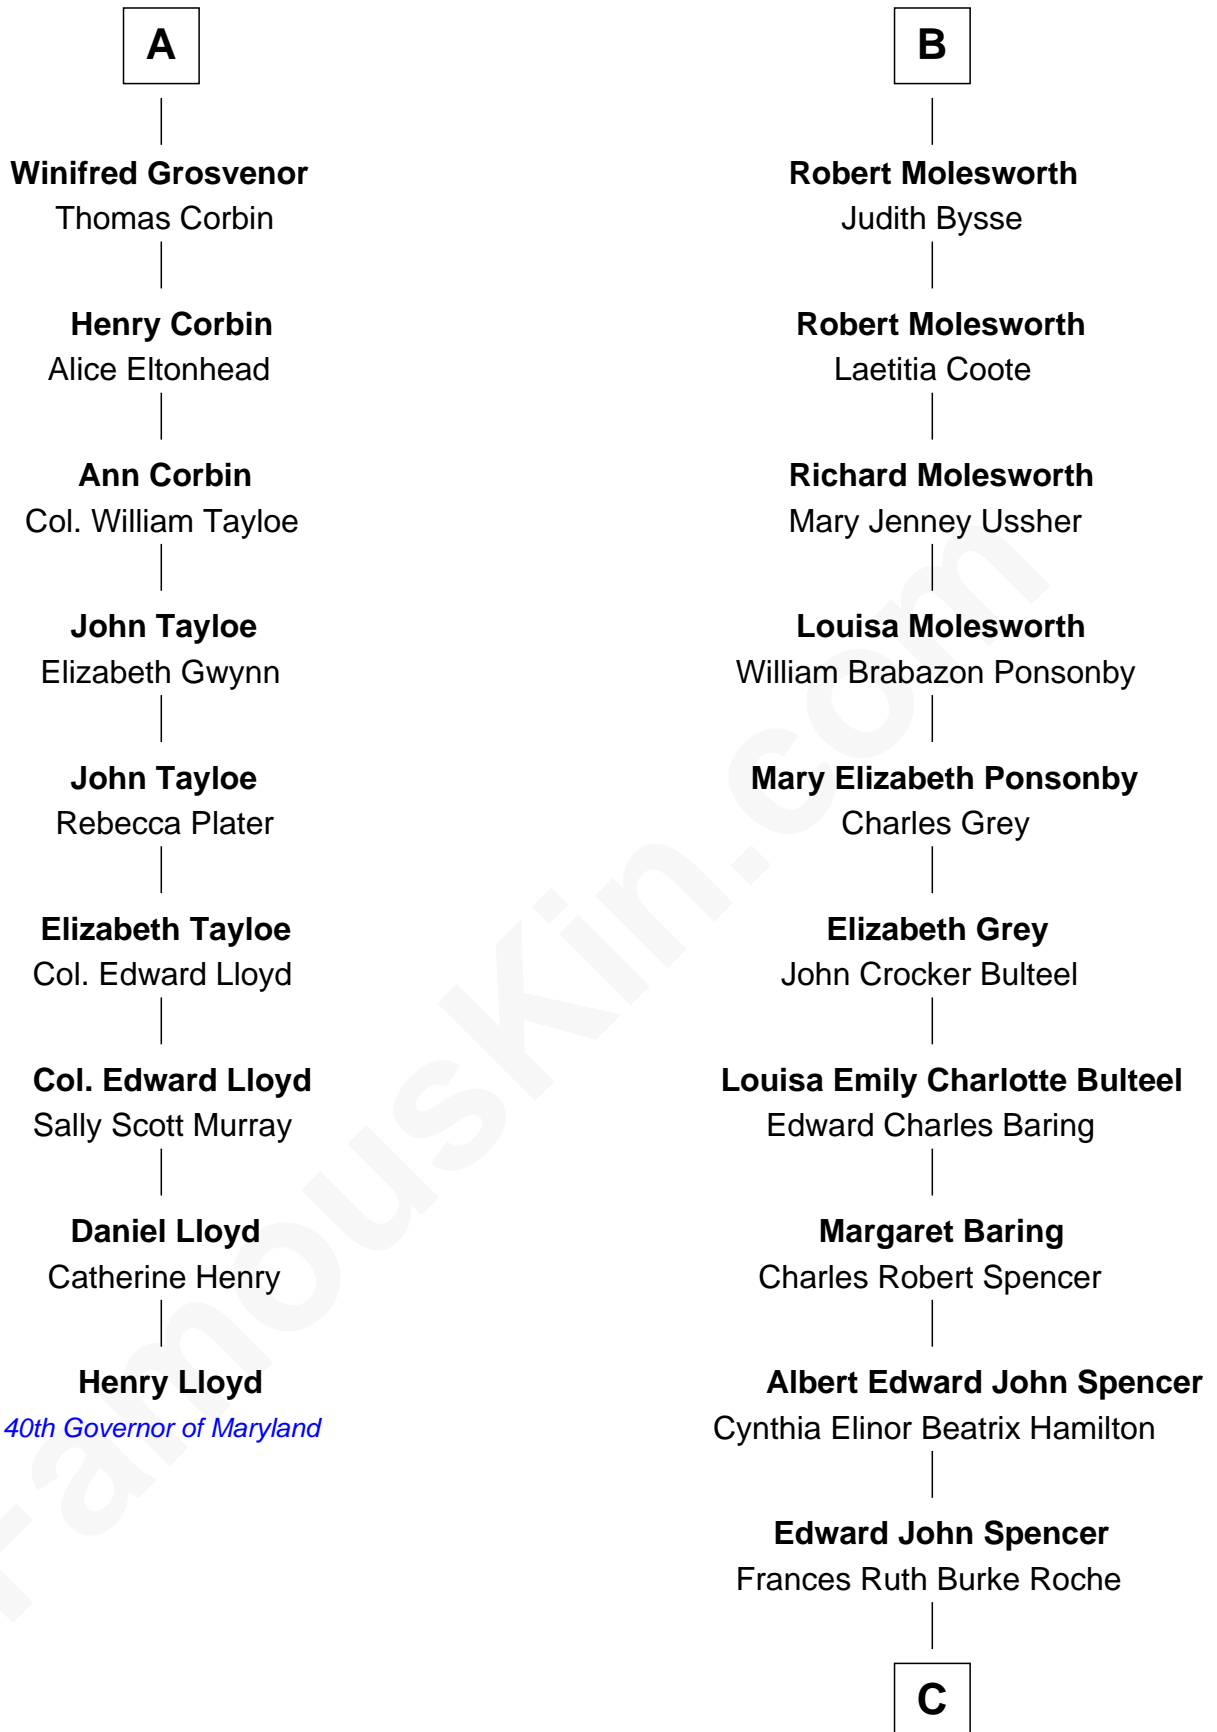 A
Winifred Grosvenor
Thomas Corbin
Henry Corbin
Alice Eltonhead
Ann Corbin
Col. William Tayloe
John Tayloe
Elizabeth Gwynn
John Tayloe
Rebecca Plater
Elizabeth Tayloe
Col. Edward Lloyd
Col. Edward Lloyd
Sally Scott Murray
Daniel Lloyd
Catherine Henry
Henry Lloyd
40th Governor of Maryland
B
Robert Molesworth
Judith Bysse
Robert Molesworth
Laetitia Coote
Richard Molesworth
Mary Jenney Ussher
Louisa Molesworth
William Brabazon Ponsonby
Mary Elizabeth Ponsonby
Charles Grey
Elizabeth Grey
John Crocker Bulteel
Louisa Emily Charlotte Bulteel
Edward Charles Baring
Margaret Baring
Charles Robert Spencer
Albert Edward John Spencer
Cynthia Elinor Beatrix Hamilton
Edward John Spencer
Frances Ruth Burke Roche
C
FamousKin.com